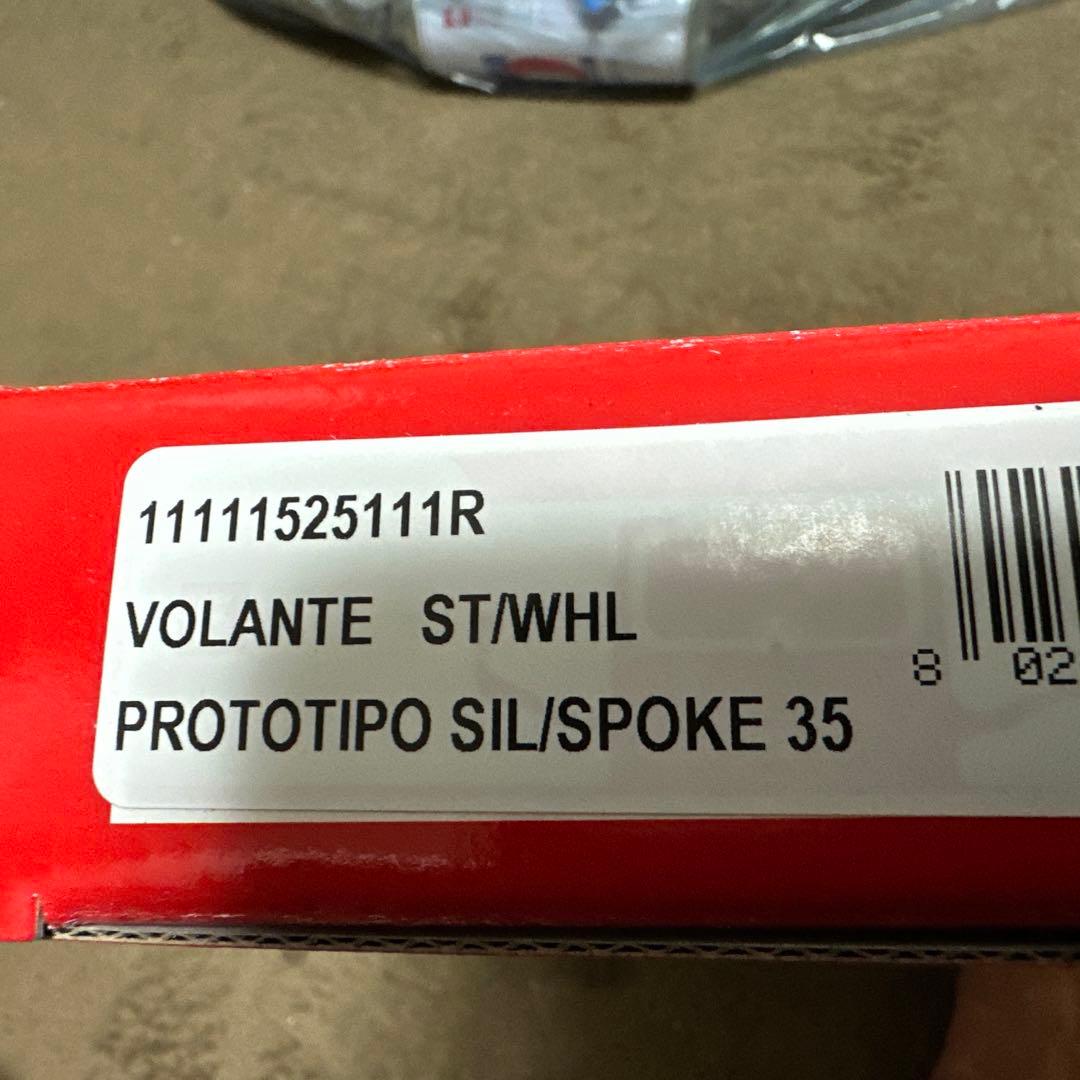 11111525111R
VOLANTE ST/WHL
PROTOTIPO SIL/SPOKE 35
8 02